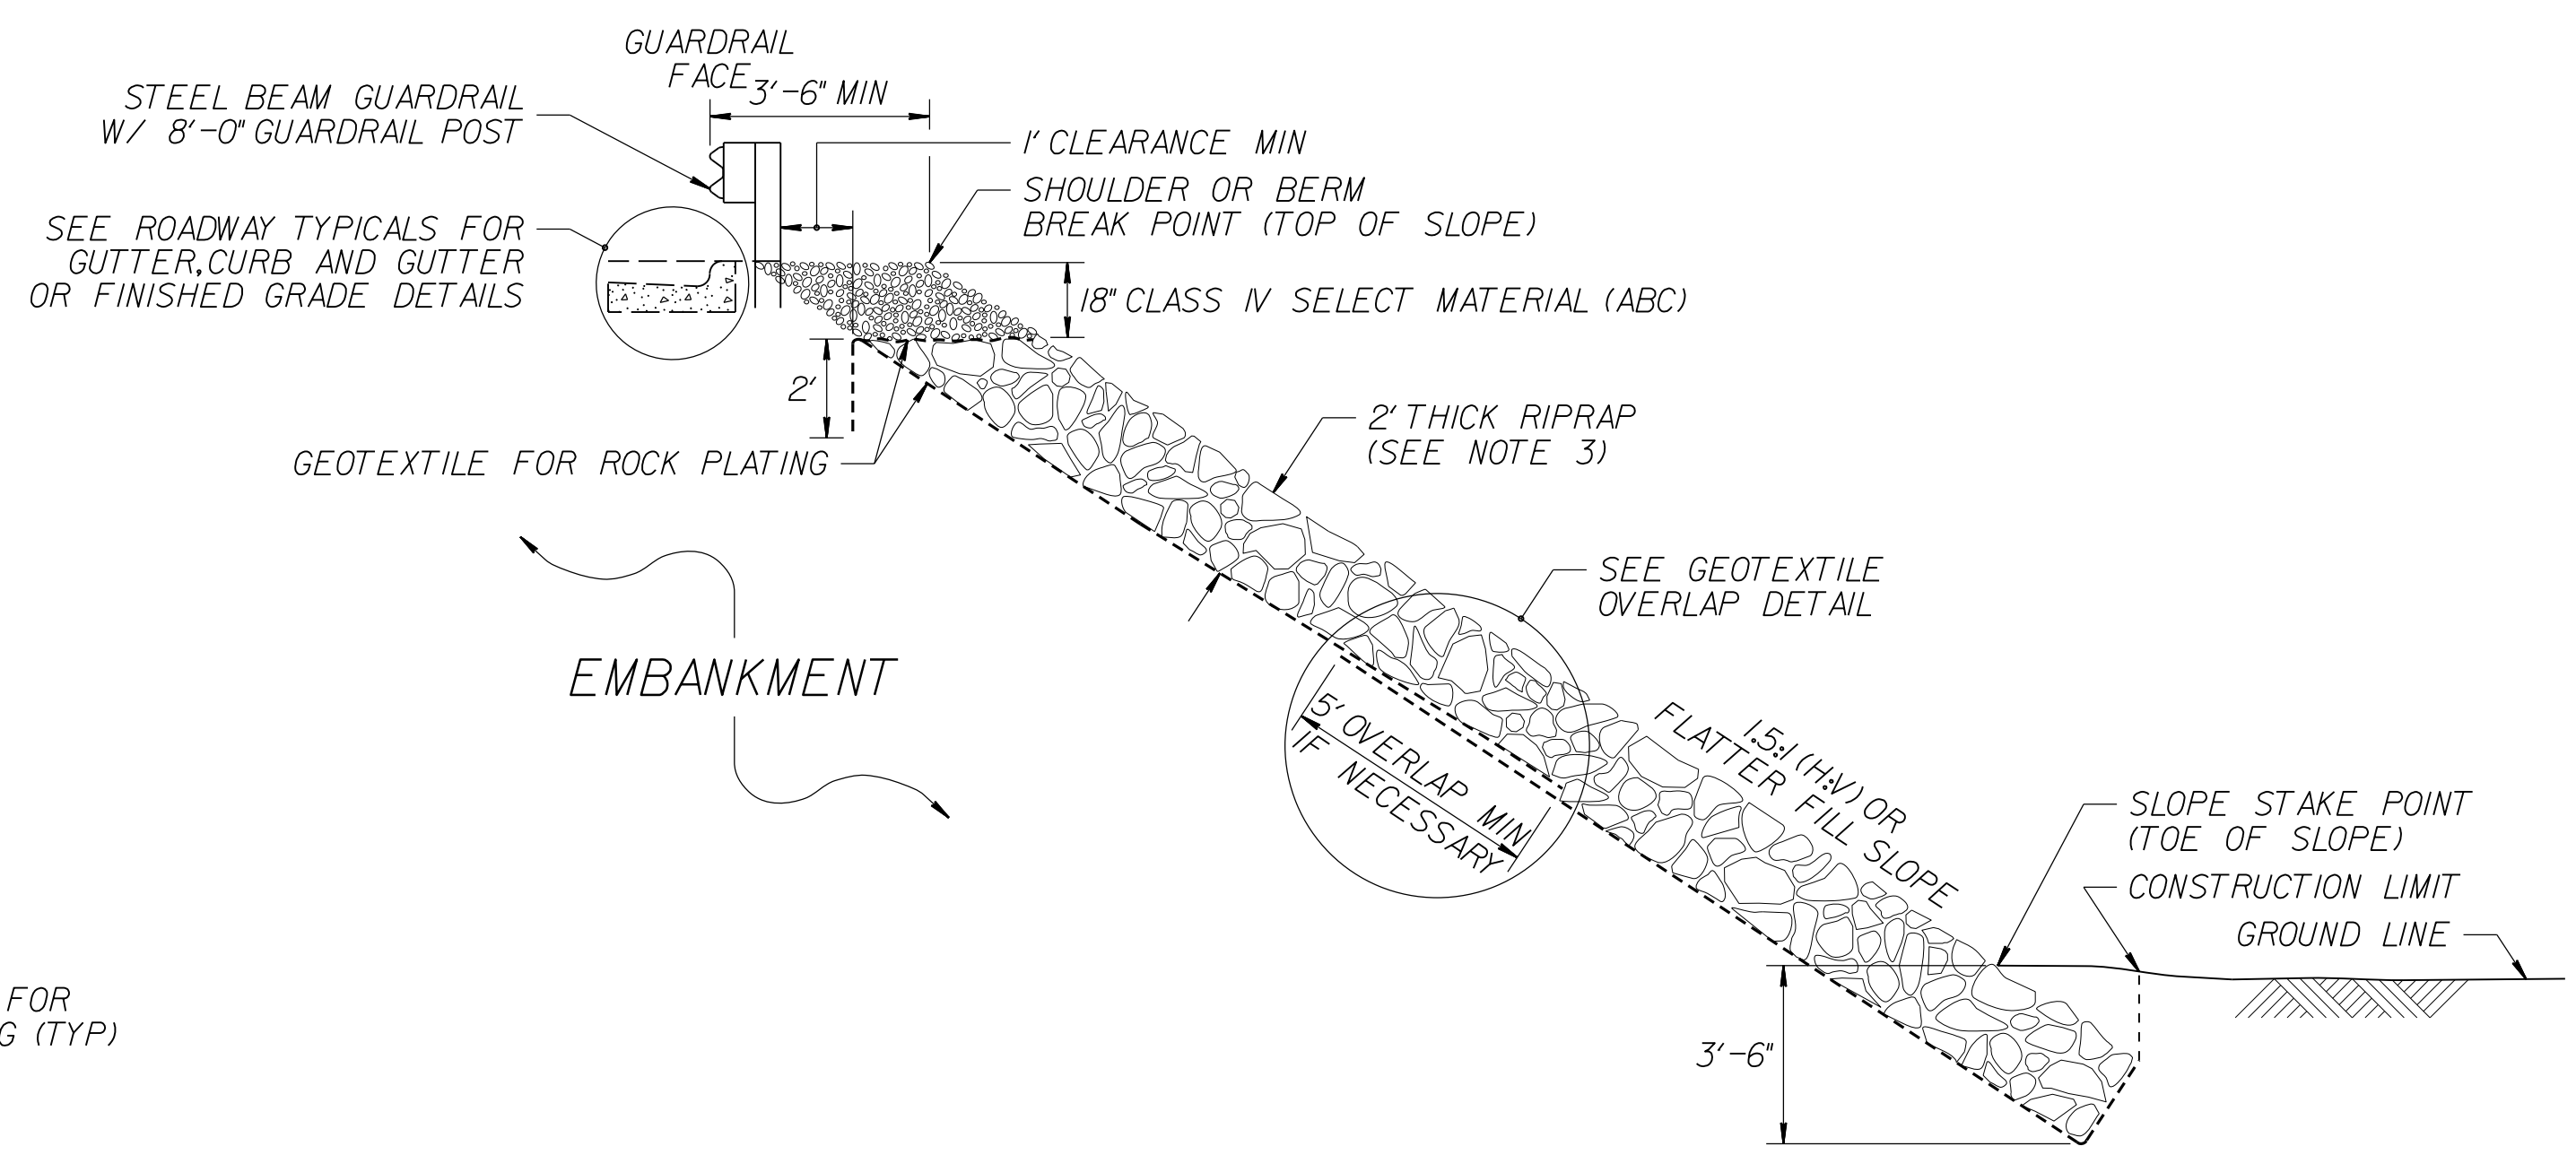 GUARDRAIL
FACE
3'-6" MIN
STEEL BEAM GUARDRAIL
W/ 8'-0" GUARDRAIL POST
1' CLEARANCE MIN
SHOULDER OR BERM
BREAK POINT (TOP OF SLOPE)
SEE ROADWAY TYPICALS FOR
GUTTER, CURB AND GUTTER
OR FINISHED GRADE DETAILS
18" CLASS IV SELECT MATERIAL (ABC)
2'
2' THICK RIPRAP
(SEE NOTE 3)
GEOTEXTILE FOR ROCK PLATING
SEE GEOTEXTILE
OVERLAP DETAIL
EMBANKMENT
5' OVERLAP MIN
IF NECESSARY
1.5:1 (H:V) OR
FLATTER FILL SLOPE
SLOPE STAKE POINT
(TOE OF SLOPE)
CONSTRUCTION LIMIT
GROUND LINE
3'-6"
FOR
G (TYP)